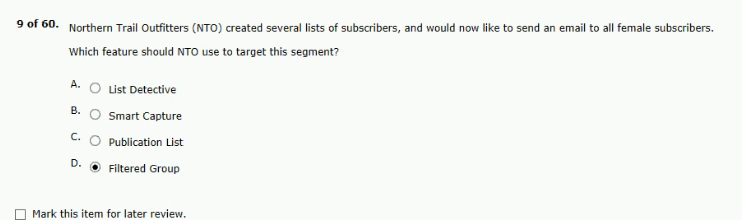 9 of 60. Northern Trail Outfitters (NTO) created several lists of subscribers, and would now like to send an email to all female subscribers.
Which feature should NTO use to target this segment?
A. List Detective
B. Smart Capture
C. Publication List
D. Filtered Group
Mark this item for later review.